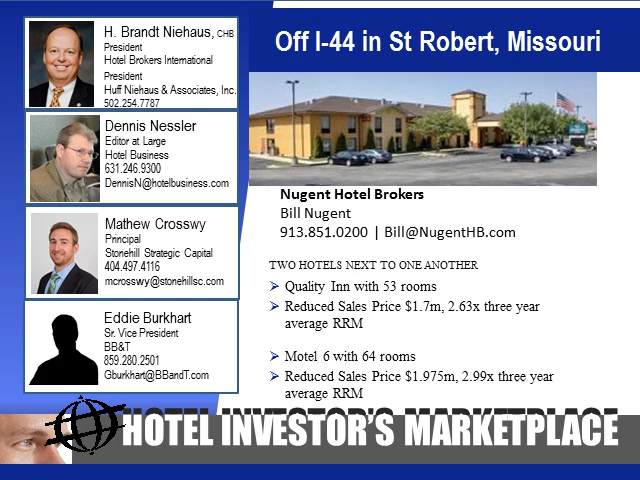 H. Brandt Niehaus, CHB
President
Hotel Brokers International
President
Huff Niehaus & Associates, Inc.
502.254.7787
Dennis Nessler
Editor at Large
Hotel Business
631.246.9300
DennisN@hotelbusiness.com
Mathew Crosswy
Principal
Stonehill Strategic Capital
404.497.4116
mcrosswy@stonehillsc.com
Eddie Burkhart
Sr. Vice President
BB&T
859.280.2501
Gburkhart@BBandT.com
Off I-44 in St Robert, Missouri
Nugent Hotel Brokers
Bill Nugent
913.851.0200 | Bill@NugentHB.com
TWO HOTELS NEXT TO ONE ANOTHER
➢ Quality Inn with 53 rooms
➢ Reduced Sales Price $1.7m, 2.63x three year
average RRM
➢ Motel 6 with 64 rooms
➢ Reduced Sales Price $1.975m, 2.99x three year
average RRM
HOTEL INVESTOR'S MARKETPLACE